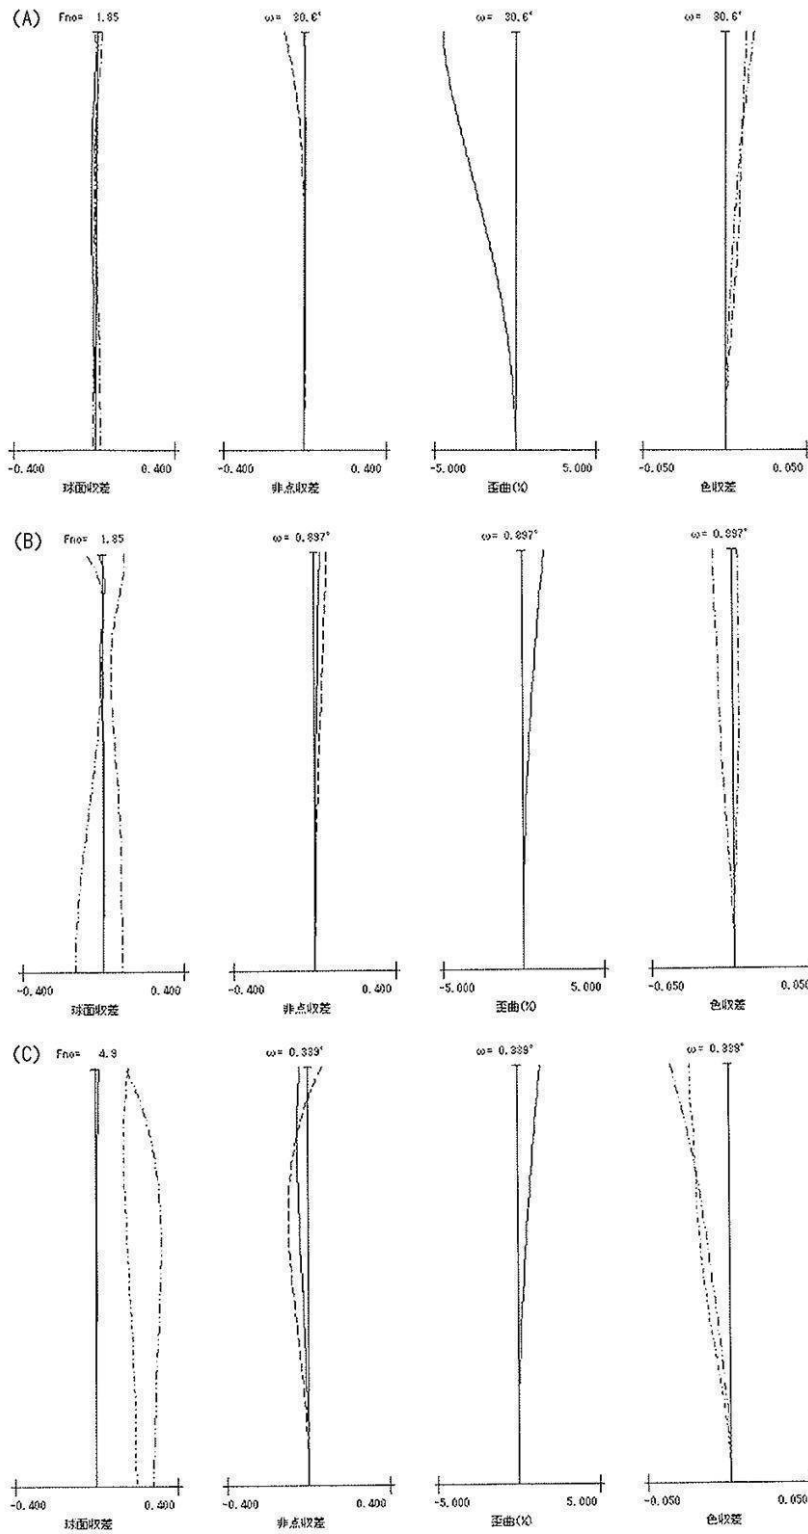 (A)
Fno= 1.85
ω= 30.6°
ω= 30.6°
ω= 30.6°
-0.400 0.400
-0.400 0.400
-5.000 5.000
-0.050 0.050
球面収差
非点収差
歪曲(%)
色収差
(B)
Fno= 1.85
ω= 0.897°
ω= 0.897°
ω= 0.897°
-0.400 0.400
-0.400 0.400
-5.000 5.000
-0.050 0.050
球面収差
非点収差
歪曲(%)
色収差
(C)
Fno= 4.9
ω= 0.339°
ω= 0.339°
ω= 0.339°
-0.400 0.400
-0.400 0.400
-5.000 5.000
-0.050 0.050
球面収差
非点収差
歪曲(%)
色収差